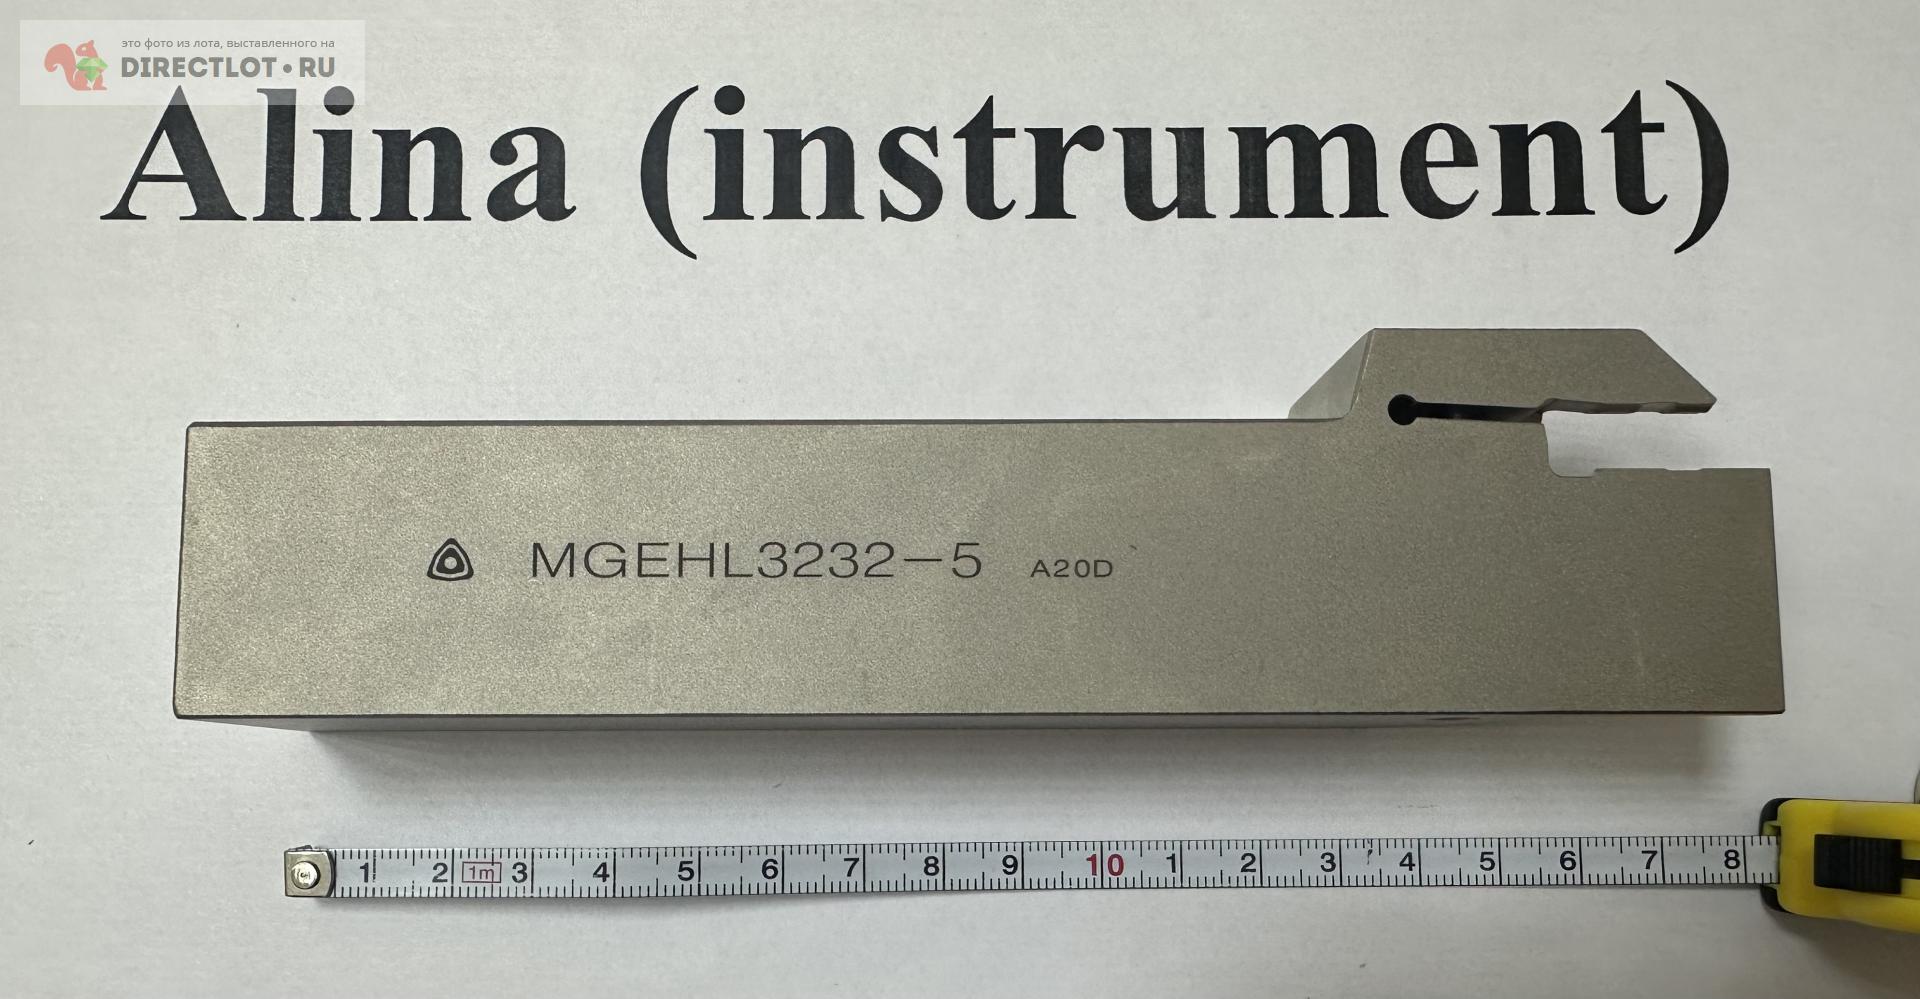 это фото из лота, выставленного на
DIRECTLOT•RU
Alina (instrument)
MGEHL3232-5 A20D
1 2 1m 3 4 5 6 7 8 9 10 1 2 3 4 5 6 7 8